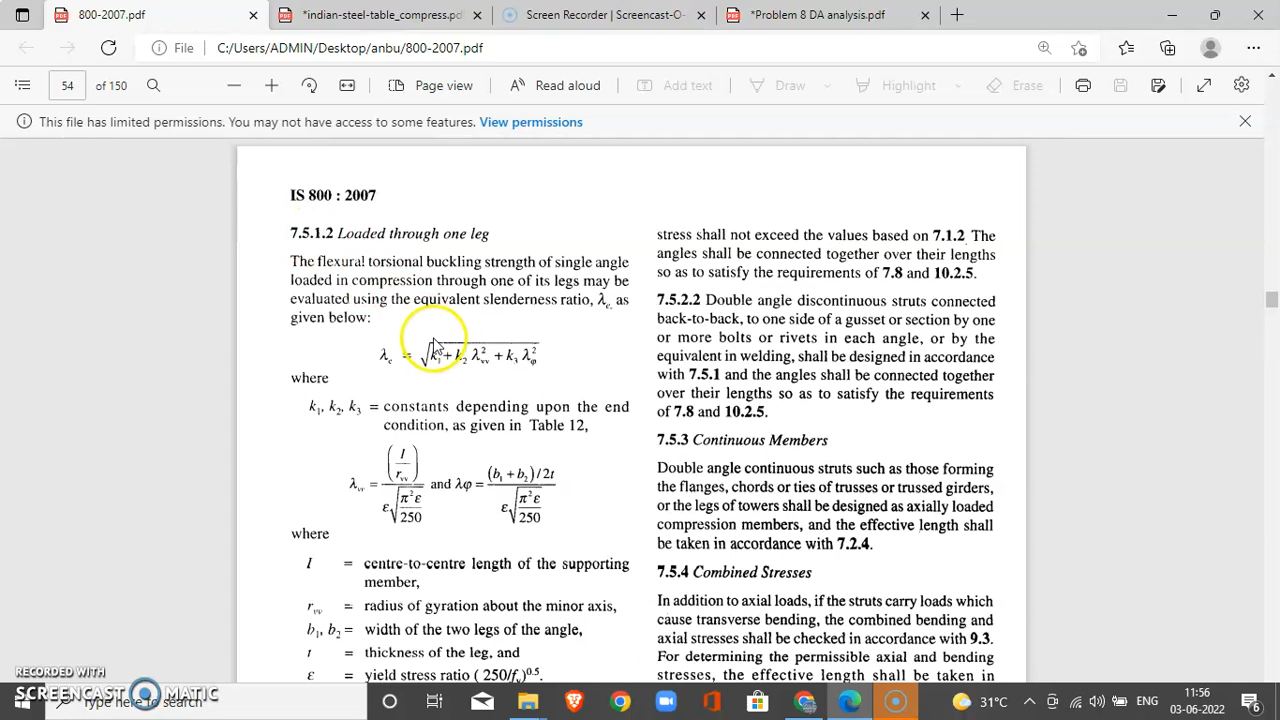 800-2007.pdf
*indian-steel-table_compress.pdf
Screen Recorder | Screencast-O-
*Problem 8 DA analysis.pdf
File
C:/Users/ADMIN/Desktop/anbu/800-2007.pdf
54
of 150
Page view
Read aloud
Add text
Draw
Highlight
Erase
This file has limited permissions. You may not have access to some features. View permissions
IS 800 : 2007
7.5.1.2 Loaded through one leg
The flexural torsional buckling strength of single angle
loaded in compression through one of its legs may be
evaluated using the equivalent slenderness ratio, λc, as
given below:
λc = √(k1 + k2 λ²vv + k3 λ²φ)
where
k1, k2, k3 = constants depending upon the end
condition, as given in Table 12,
λvv = (l/rvv) / (ε√(π²ε/250)) and λφ = (b1 + b2)/2t / (ε√(π²ε/250))
where
l = centre-to-centre length of the supporting
member,
rvv = radius of gyration about the minor axis,
b1, b2 = width of the two legs of the angle,
t = thickness of the leg, and
ε = yield stress ratio ( 250/fy)0.5.
stress shall not exceed the values based on 7.1.2. The
angles shall be connected together over their lengths
so as to satisfy the requirements of 7.8 and 10.2.5.
7.5.2.2 Double angle discontinuous struts connected
back-to-back, to one side of a gusset or section by one
or more bolts or rivets in each angle, or by the
equivalent in welding, shall be designed in accordance
with 7.5.1 and the angles shall be connected together
over their lengths so as to satisfy the requirements
of 7.8 and 10.2.5.
7.5.3 Continuous Members
Double angle continuous struts such as those forming
the flanges, chords or ties of trusses or trussed girders,
or the legs of towers shall be designed as axially loaded
compression members, and the effective length shall
be taken in accordance with 7.2.4.
7.5.4 Combined Stresses
In addition to axial loads, if the struts carry loads which
cause transverse bending, the combined bending and
axial stresses shall be checked in accordance with 9.3.
For determining the permissible axial and bending
stresses, the effective length shall be taken in
RECORDED WITH
SCREENCAST MATIC
Type here to search
31°C
ENG
11:56
03-06-2022